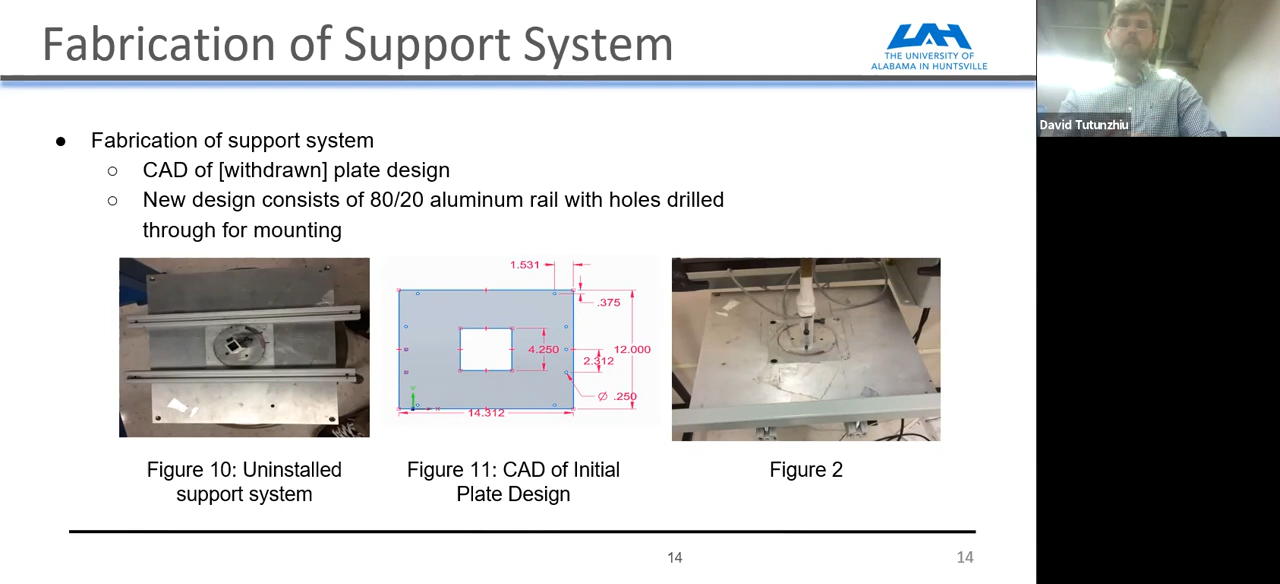 Fabrication of Support System
UAH
THE UNIVERSITY OF
ALABAMA IN HUNTSVILLE
David Tutunzhiu
● Fabrication of support system
○ CAD of [withdrawn] plate design
○ New design consists of 80/20 aluminum rail with holes drilled
through for mounting
1.531
.375
4.250
12.000
2.312
∅ .250
14.312
Figure 10: Uninstalled
support system
Figure 11: CAD of Initial
Plate Design
Figure 2
14
14